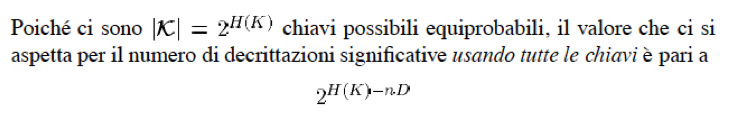 Poiché ci sono |𝒦| = 2^{H(K)} chiavi possibili equiprobabili, il valore che ci si
aspetta per il numero di decrittazioni significative usando tutte le chiavi è pari a
2^{H(K)-nD}